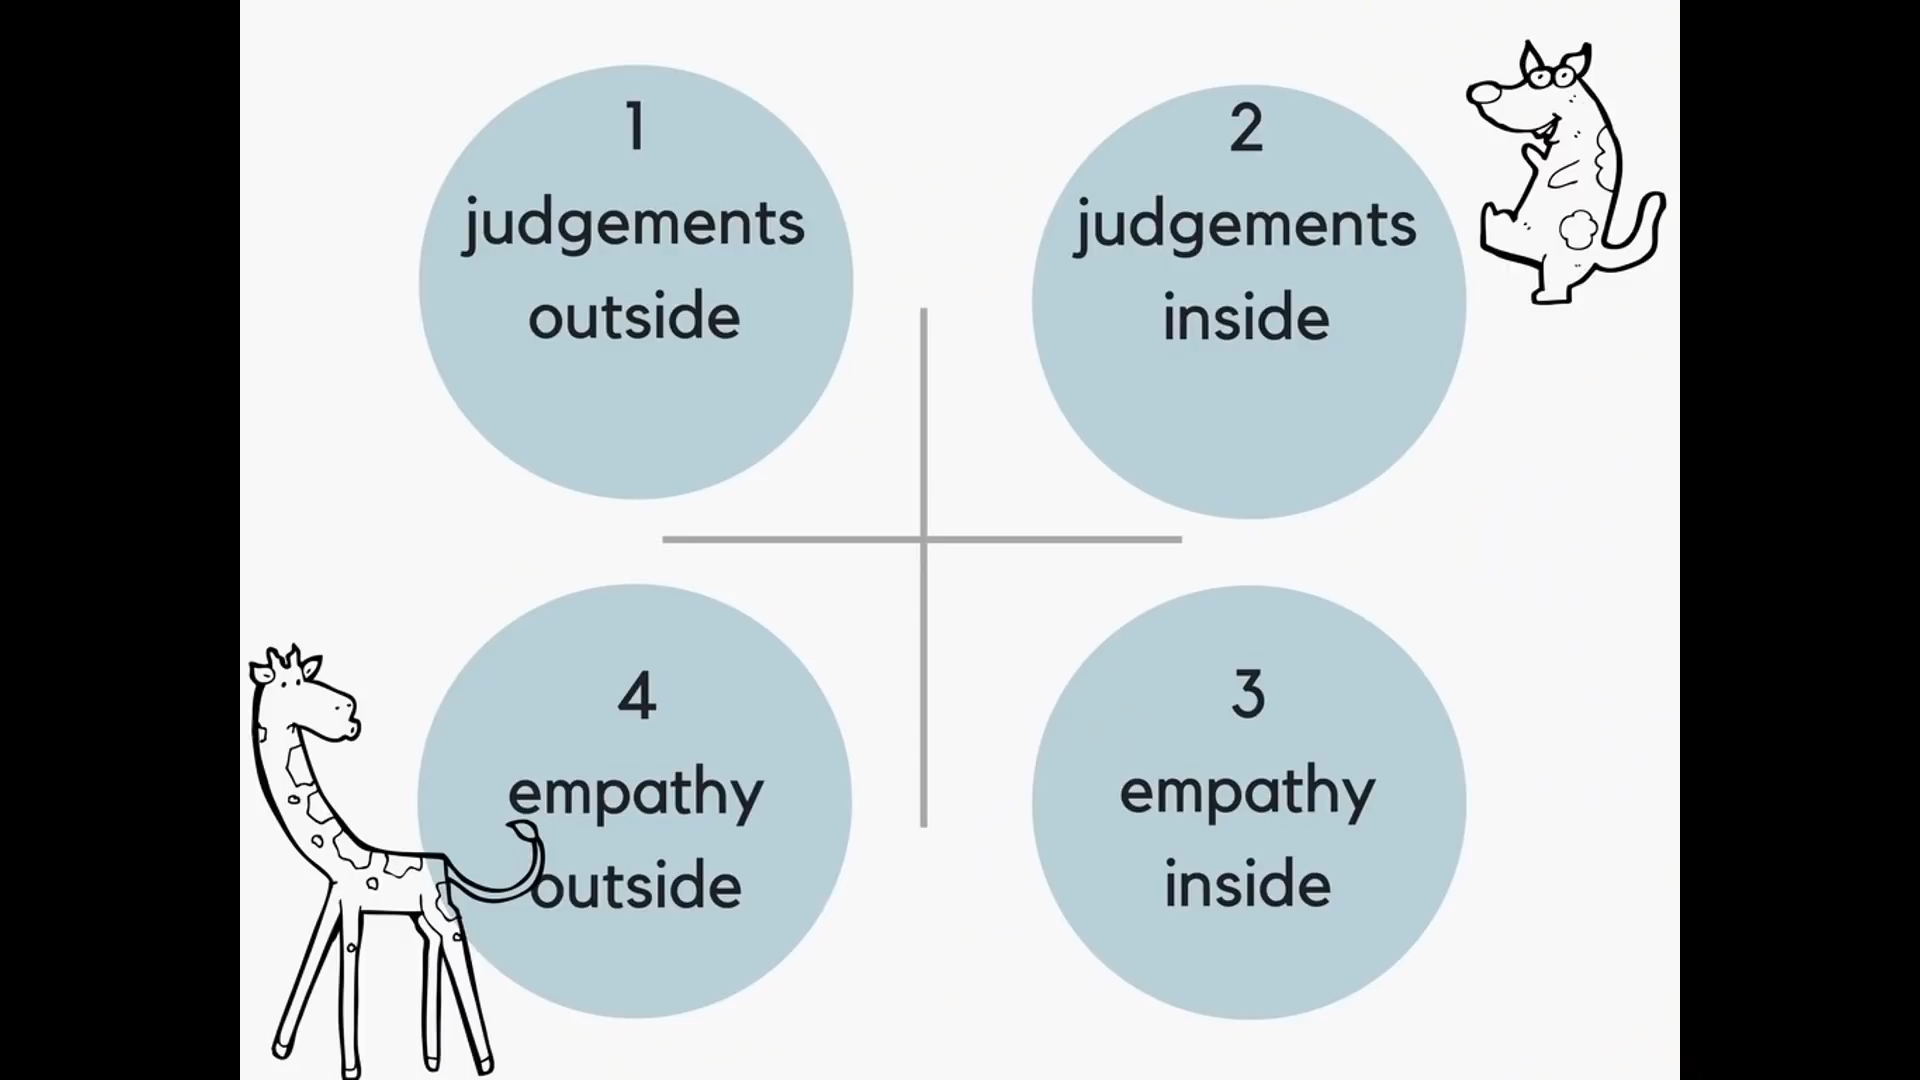 1
judgements
outside
2
judgements
inside
4
empathy
outside
3
empathy
inside